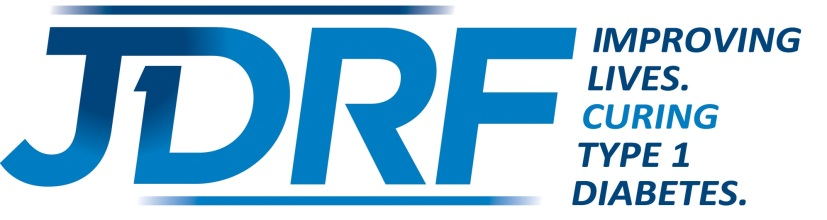 JDRF
IMPROVING
LIVES.
CURING
TYPE 1
DIABETES.